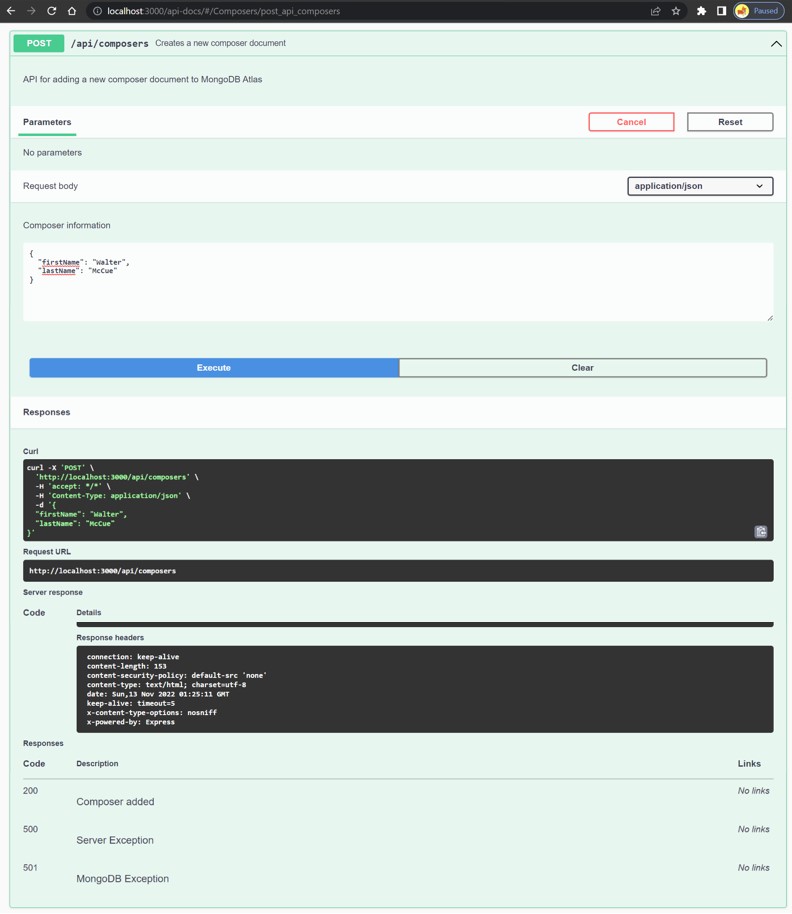 localhost:3000/api-docs/#/Composers/post_api_composers
Paused
POST /api/composers Creates a new composer document
API for adding a new composer document to MongoDB Atlas
Parameters
Cancel
Reset
No parameters
Request body
application/json
Composer information
{
"firstName": "Walter",
"lastName": "McCue"
}
Execute
Clear
Responses
Curl
curl -X 'POST' \
'http://localhost:3000/api/composers' \
-H 'accept: */*' \
-H 'Content-Type: application/json' \
-d '{
"firstName": "Walter",
"lastName": "McCue"
}'
Request URL
http://localhost:3000/api/composers
Server response
Code Details
Response headers
connection: keep-alive
content-length: 153
content-security-policy: default-src 'none'
content-type: text/html; charset=utf-8
date: Sun,13 Nov 2022 01:25:11 GMT
keep-alive: timeout=5
x-content-type-options: nosniff
x-powered-by: Express
Responses
Code Description Links
200 No links
Composer added
500 No links
Server Exception
501 No links
MongoDB Exception